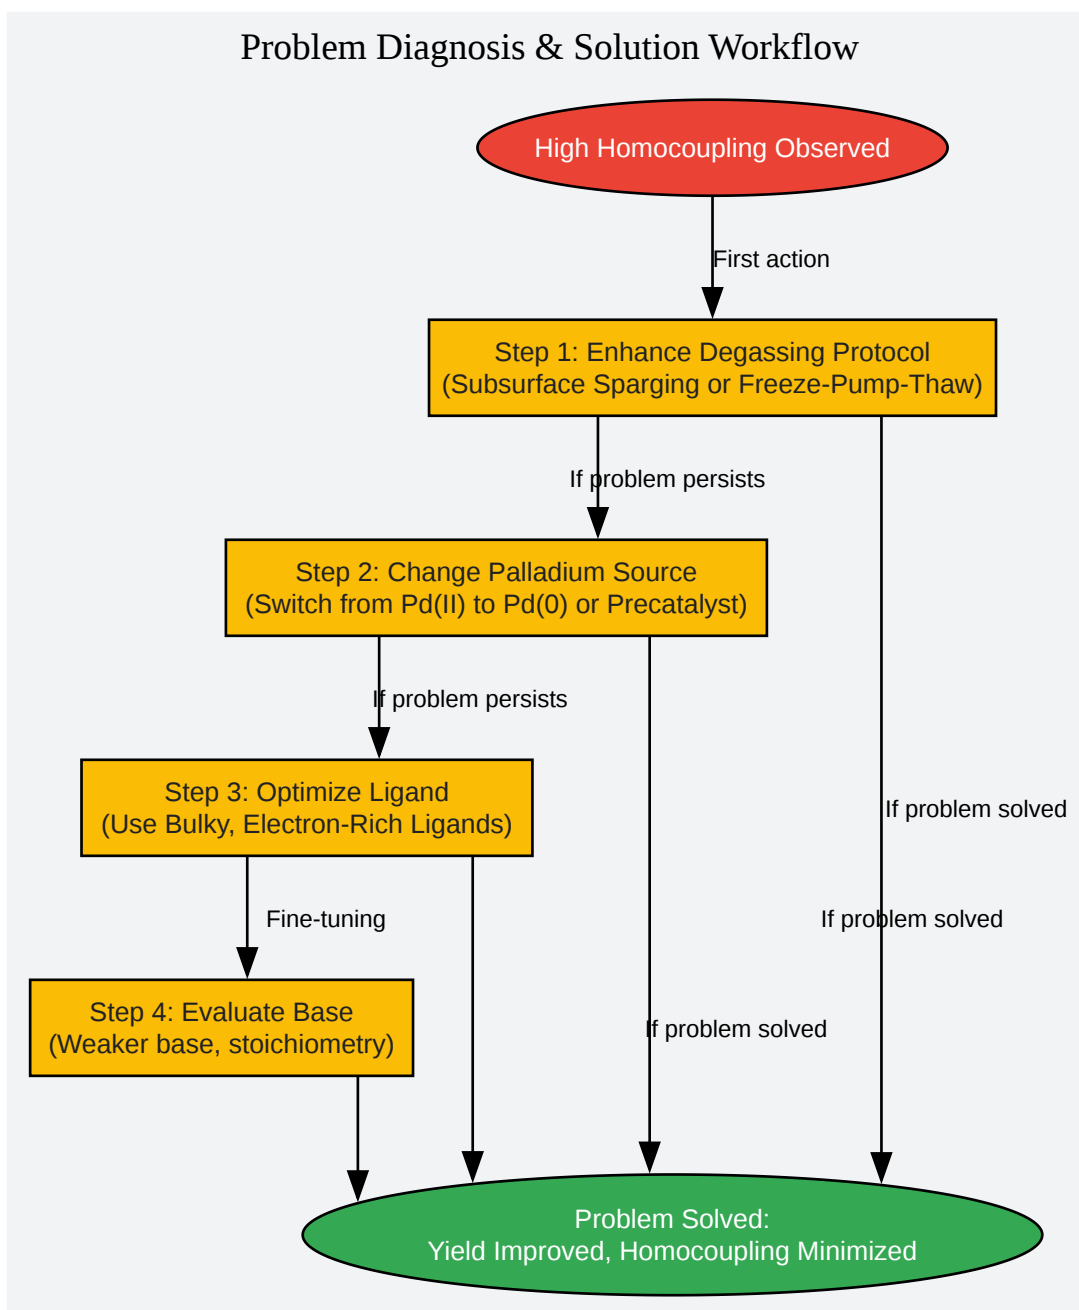 Problem Diagnosis & Solution Workflow
High Homocoupling Observed
First action
Step 1: Enhance Degassing Protocol
(Subsurface Sparging or Freeze-Pump-Thaw)
If problem persists
Step 2: Change Palladium Source
(Switch from Pd(II) to Pd(0) or Precatalyst)
If problem persists
Step 3: Optimize Ligand
(Use Bulky, Electron-Rich Ligands)
If problem solved
Fine-tuning
If problem solved
Step 4: Evaluate Base
(Weaker base, stoichiometry)
If problem solved
Problem Solved:
Yield Improved, Homocoupling Minimized